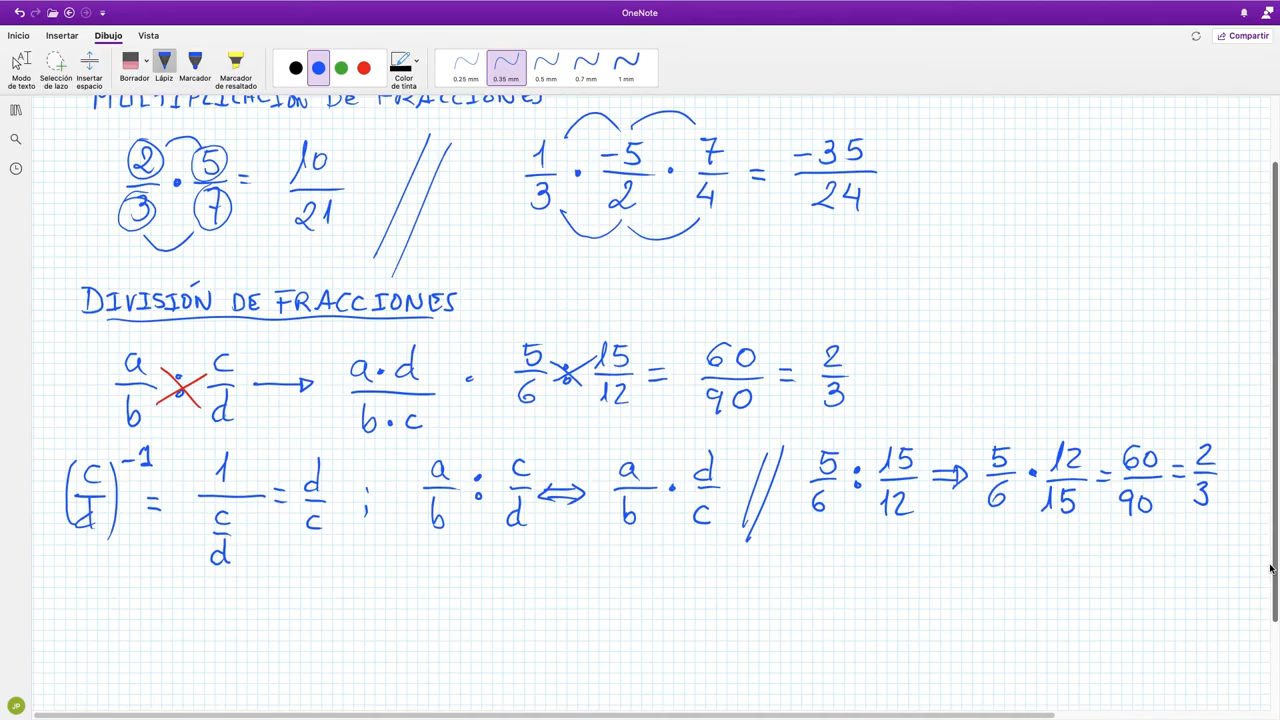 OneNote
Inicio Insertar Dibujo Vista
Compartir
Modo de texto Selección de lazo Insertar espacio Borrador Lápiz Marcador Marcador de resaltado Color de tinta 0.25 mm 0.35 mm 0.5 mm 0.7 mm 1 mm
MULTIPLICACIÓN DE FRACCIONES
2/3 · 5/7 = 10/21 // 1/3 · -5/2 · 7/4 = -35/24
DIVISIÓN DE FRACCIONES
a/b : c/d → a·d/b·c · 5/6 : 15/12 = 60/90 = 2/3
(c/d)^-1 = 1/(c/d) = d/c ; a/b : c/d ⇔ a/b · d/c // 5/6 : 15/12 ⇒ 5/6 · 12/15 = 60/90 = 2/3
JP